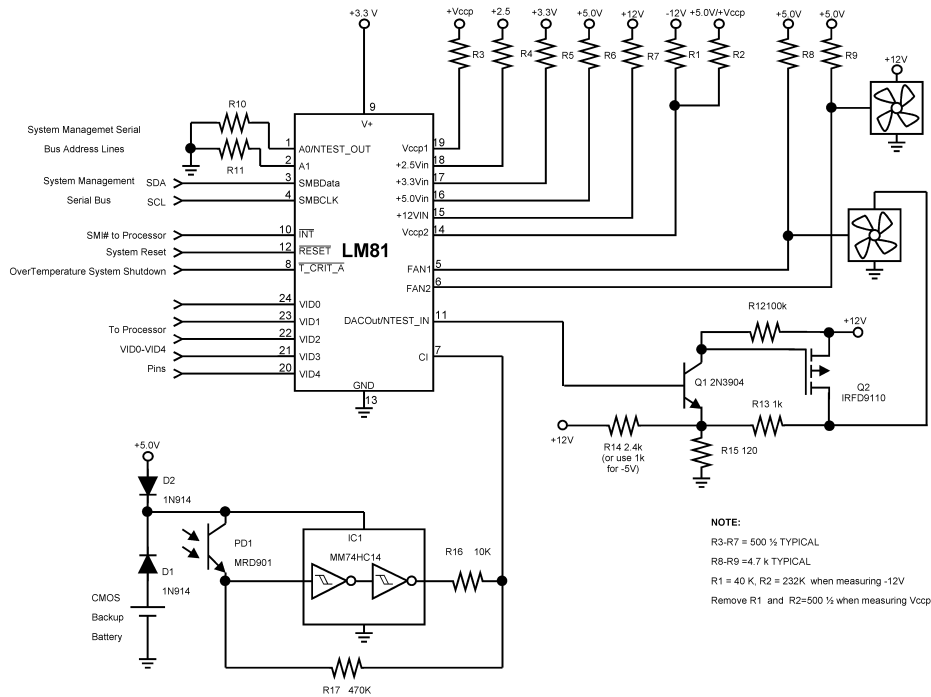 +3.3 V
+Vccp
+2.5
+3.3V
+5.0V
+12V
-12V
+5.0V/+Vccp
+5.0V
+5.0V
R3
R4
R5
R6
R7
R1
R2
R8
R9
+12V
9
V+
R10
R11
System Managemet Serial
Bus Address Lines
1
A0/NTEST_OUT
2
A1
System Management
Serial Bus
SDA
3
SMBData
SCL
4
SMBCLK
SMI# to Processor
10
INT
System Reset
12
RESET
OverTemperature System Shutdown
8
T_CRIT_A
LM81
24
VID0
23
VID1
22
VID2
21
VID3
20
VID4
To Processor
VID0-VID4
Pins
Vccp1
19
+2.5Vin
18
+3.3Vin
17
+5.0Vin
16
+12VIN
15
Vccp2
14
FAN1
5
FAN2
6
DACOut/NTEST_IN
11
CI
7
GND
13
R12100k
+12V
Q1 2N3904
Q2
IRFD9110
R13 1k
+12V
R14 2.4k
(or use 1k
for -5V)
R15 120
+5.0V
D2
1N914
D1
1N914
CMOS
Backup
Battery
PD1
MRD901
IC1
MM74HC14
R16 10K
R17 470K
NOTE:
R3-R7 = 500 ½ TYPICAL
R8-R9 =4.7 k TYPICAL
R1 = 40 K, R2 = 232K when measuring -12V
Remove R1 and R2=500 ½ when measuring Vccp